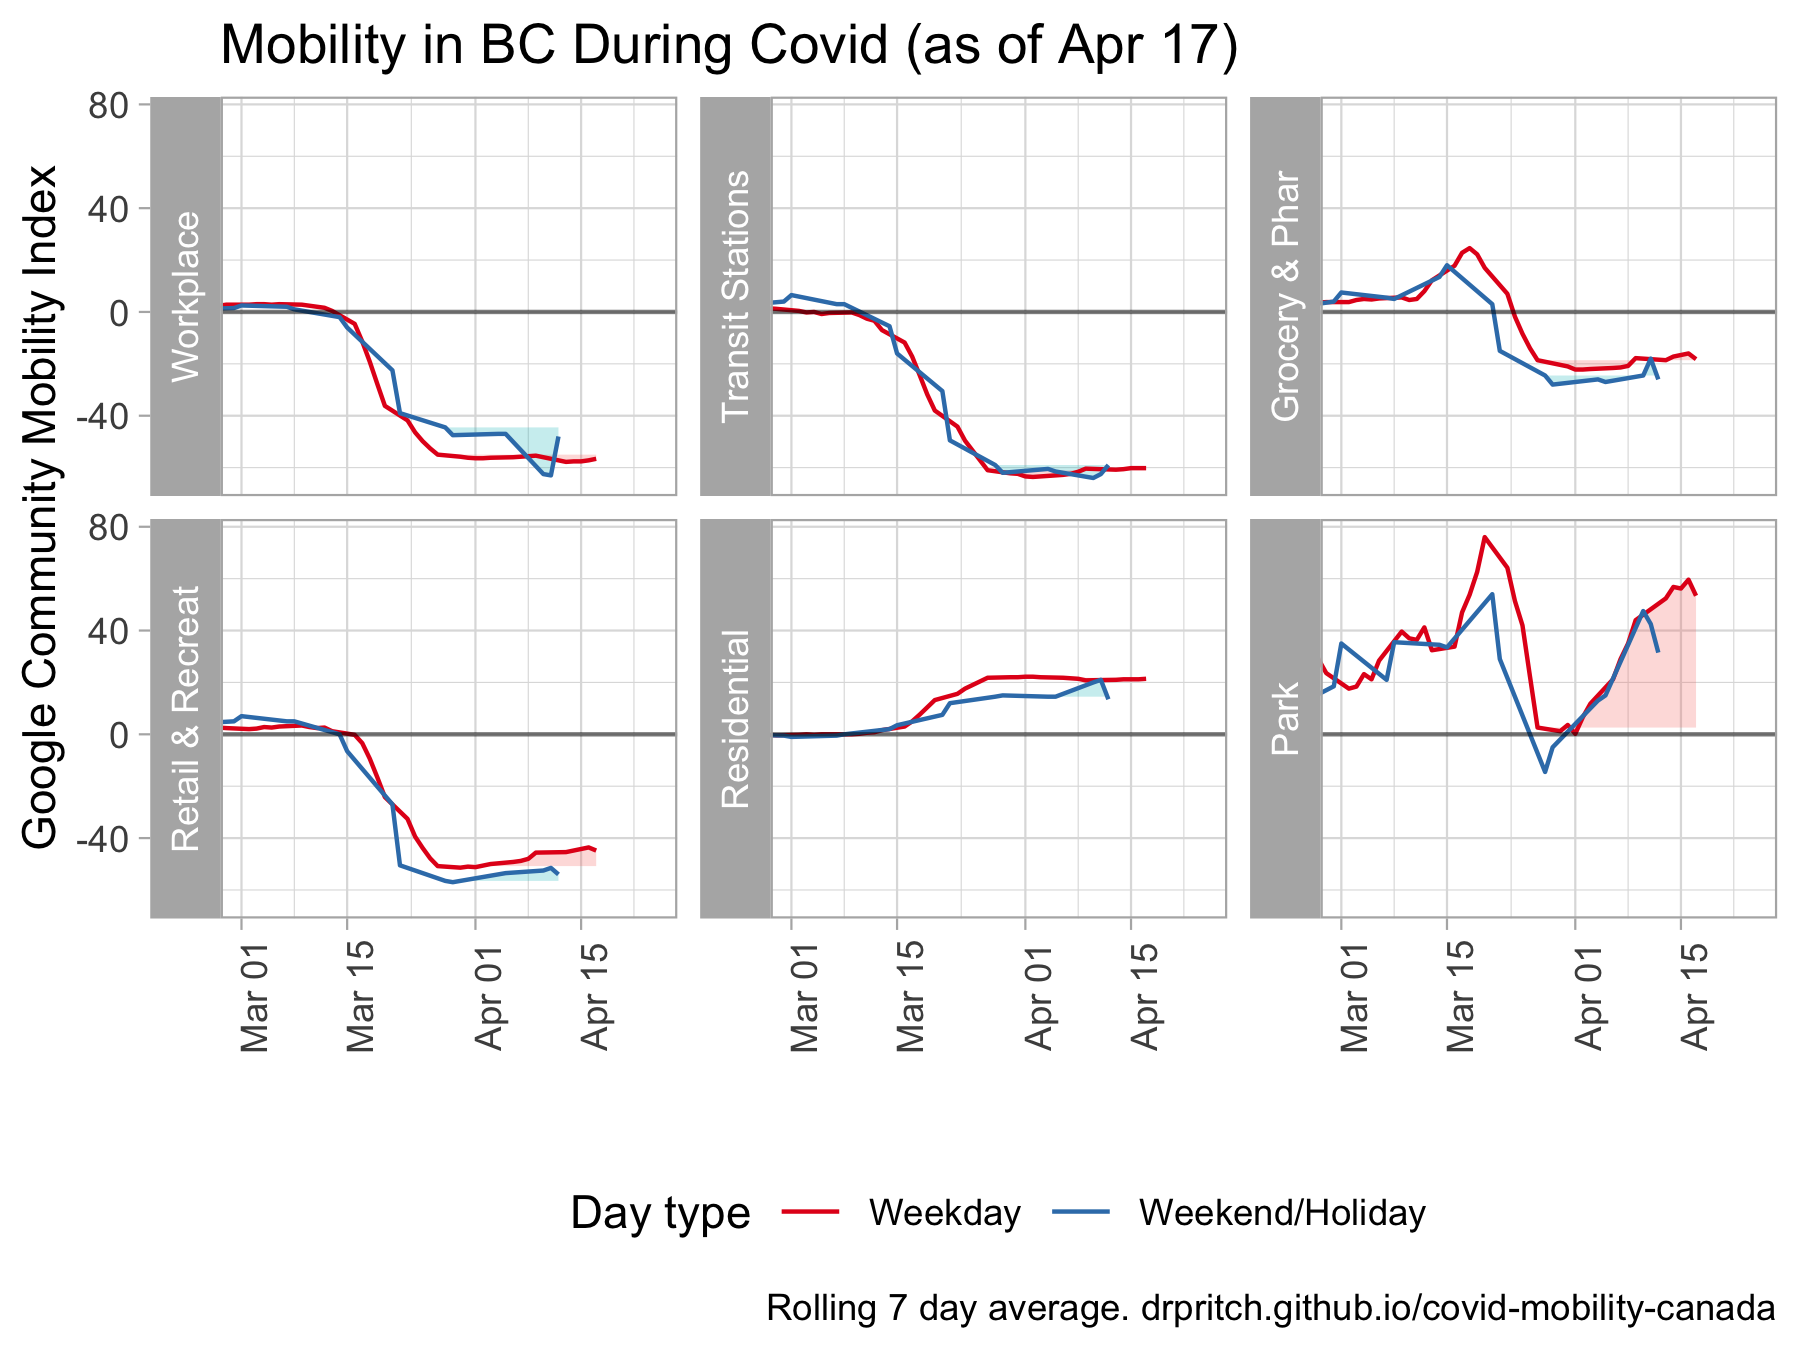 Mobility in BC During Covid (as of Apr 17)
Google Community Mobility Index
80
40
0
-40
Workplace
Transit Stations
Grocery & Phar
80
40
0
-40
Retail & Recreat
Residential
Park
Mar 01
Mar 15
Apr 01
Apr 15
Mar 01
Mar 15
Apr 01
Apr 15
Mar 01
Mar 15
Apr 01
Apr 15
Day type Weekday Weekend/Holiday
Rolling 7 day average. drpritch.github.io/covid-mobility-canada